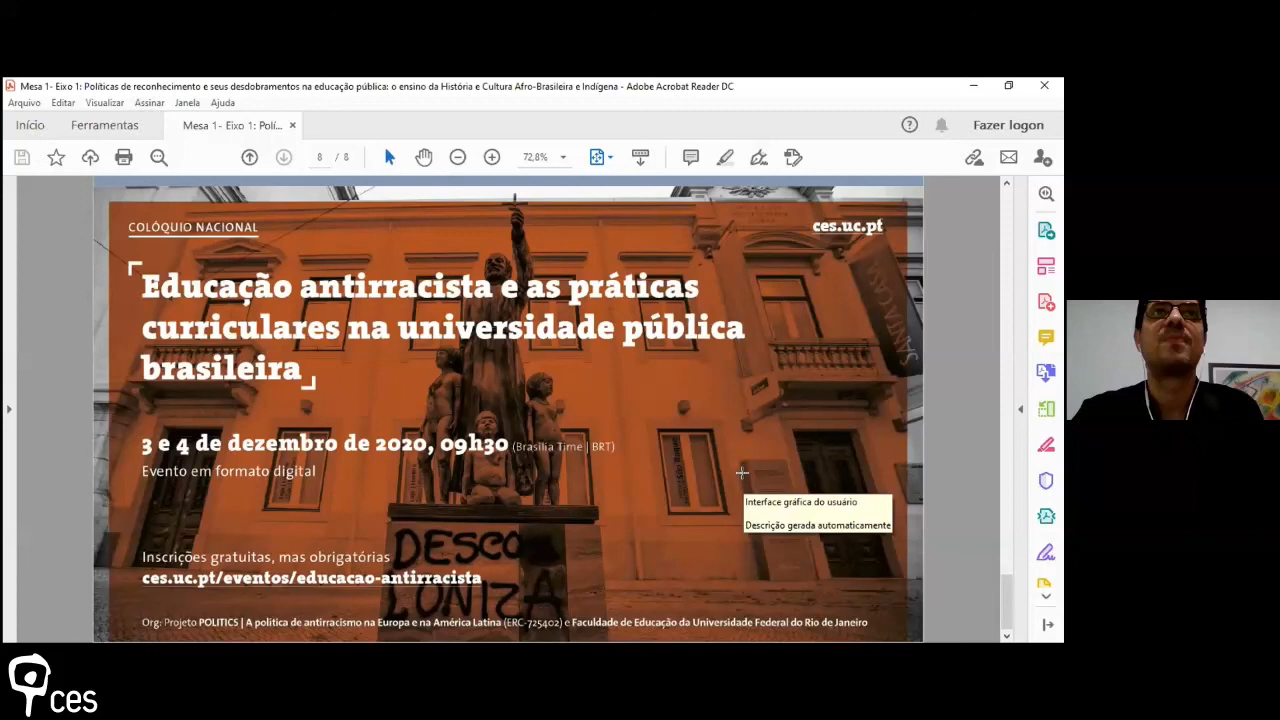 Mesa 1- Eixo 1: Políticas de reconhecimento e seus desdobramentos na educação pública: o ensino da História e Cultura Afro-Brasileira e Indígena - Adobe Acrobat Reader DC
Arquivo Editar Visualizar Assinar Janela Ajuda
Início Ferramentas Mesa 1- Eixo 1: Polí... × Fazer logon
8 / 8 72,8%
COLÓQUIO NACIONAL
ces.uc.pt
Educação antirracista e as práticas
curriculares na universidade pública
brasileira
SANTA CASA
3 e 4 de dezembro de 2020, 09h30 (Brasília Time | BRT)
Evento em formato digital
Interface gráfica do usuário
Descrição gerada automaticamente
Inscrições gratuitas, mas obrigatórias
ces.uc.pt/eventos/educacao-antirracista
DESCO
LONIZA
Org: Projeto POLITICS | A política de antirracismo na Europa e na América Latina (ERC-725402) e Faculdade de Educação da Universidade Federal do Rio de Janeiro
ces